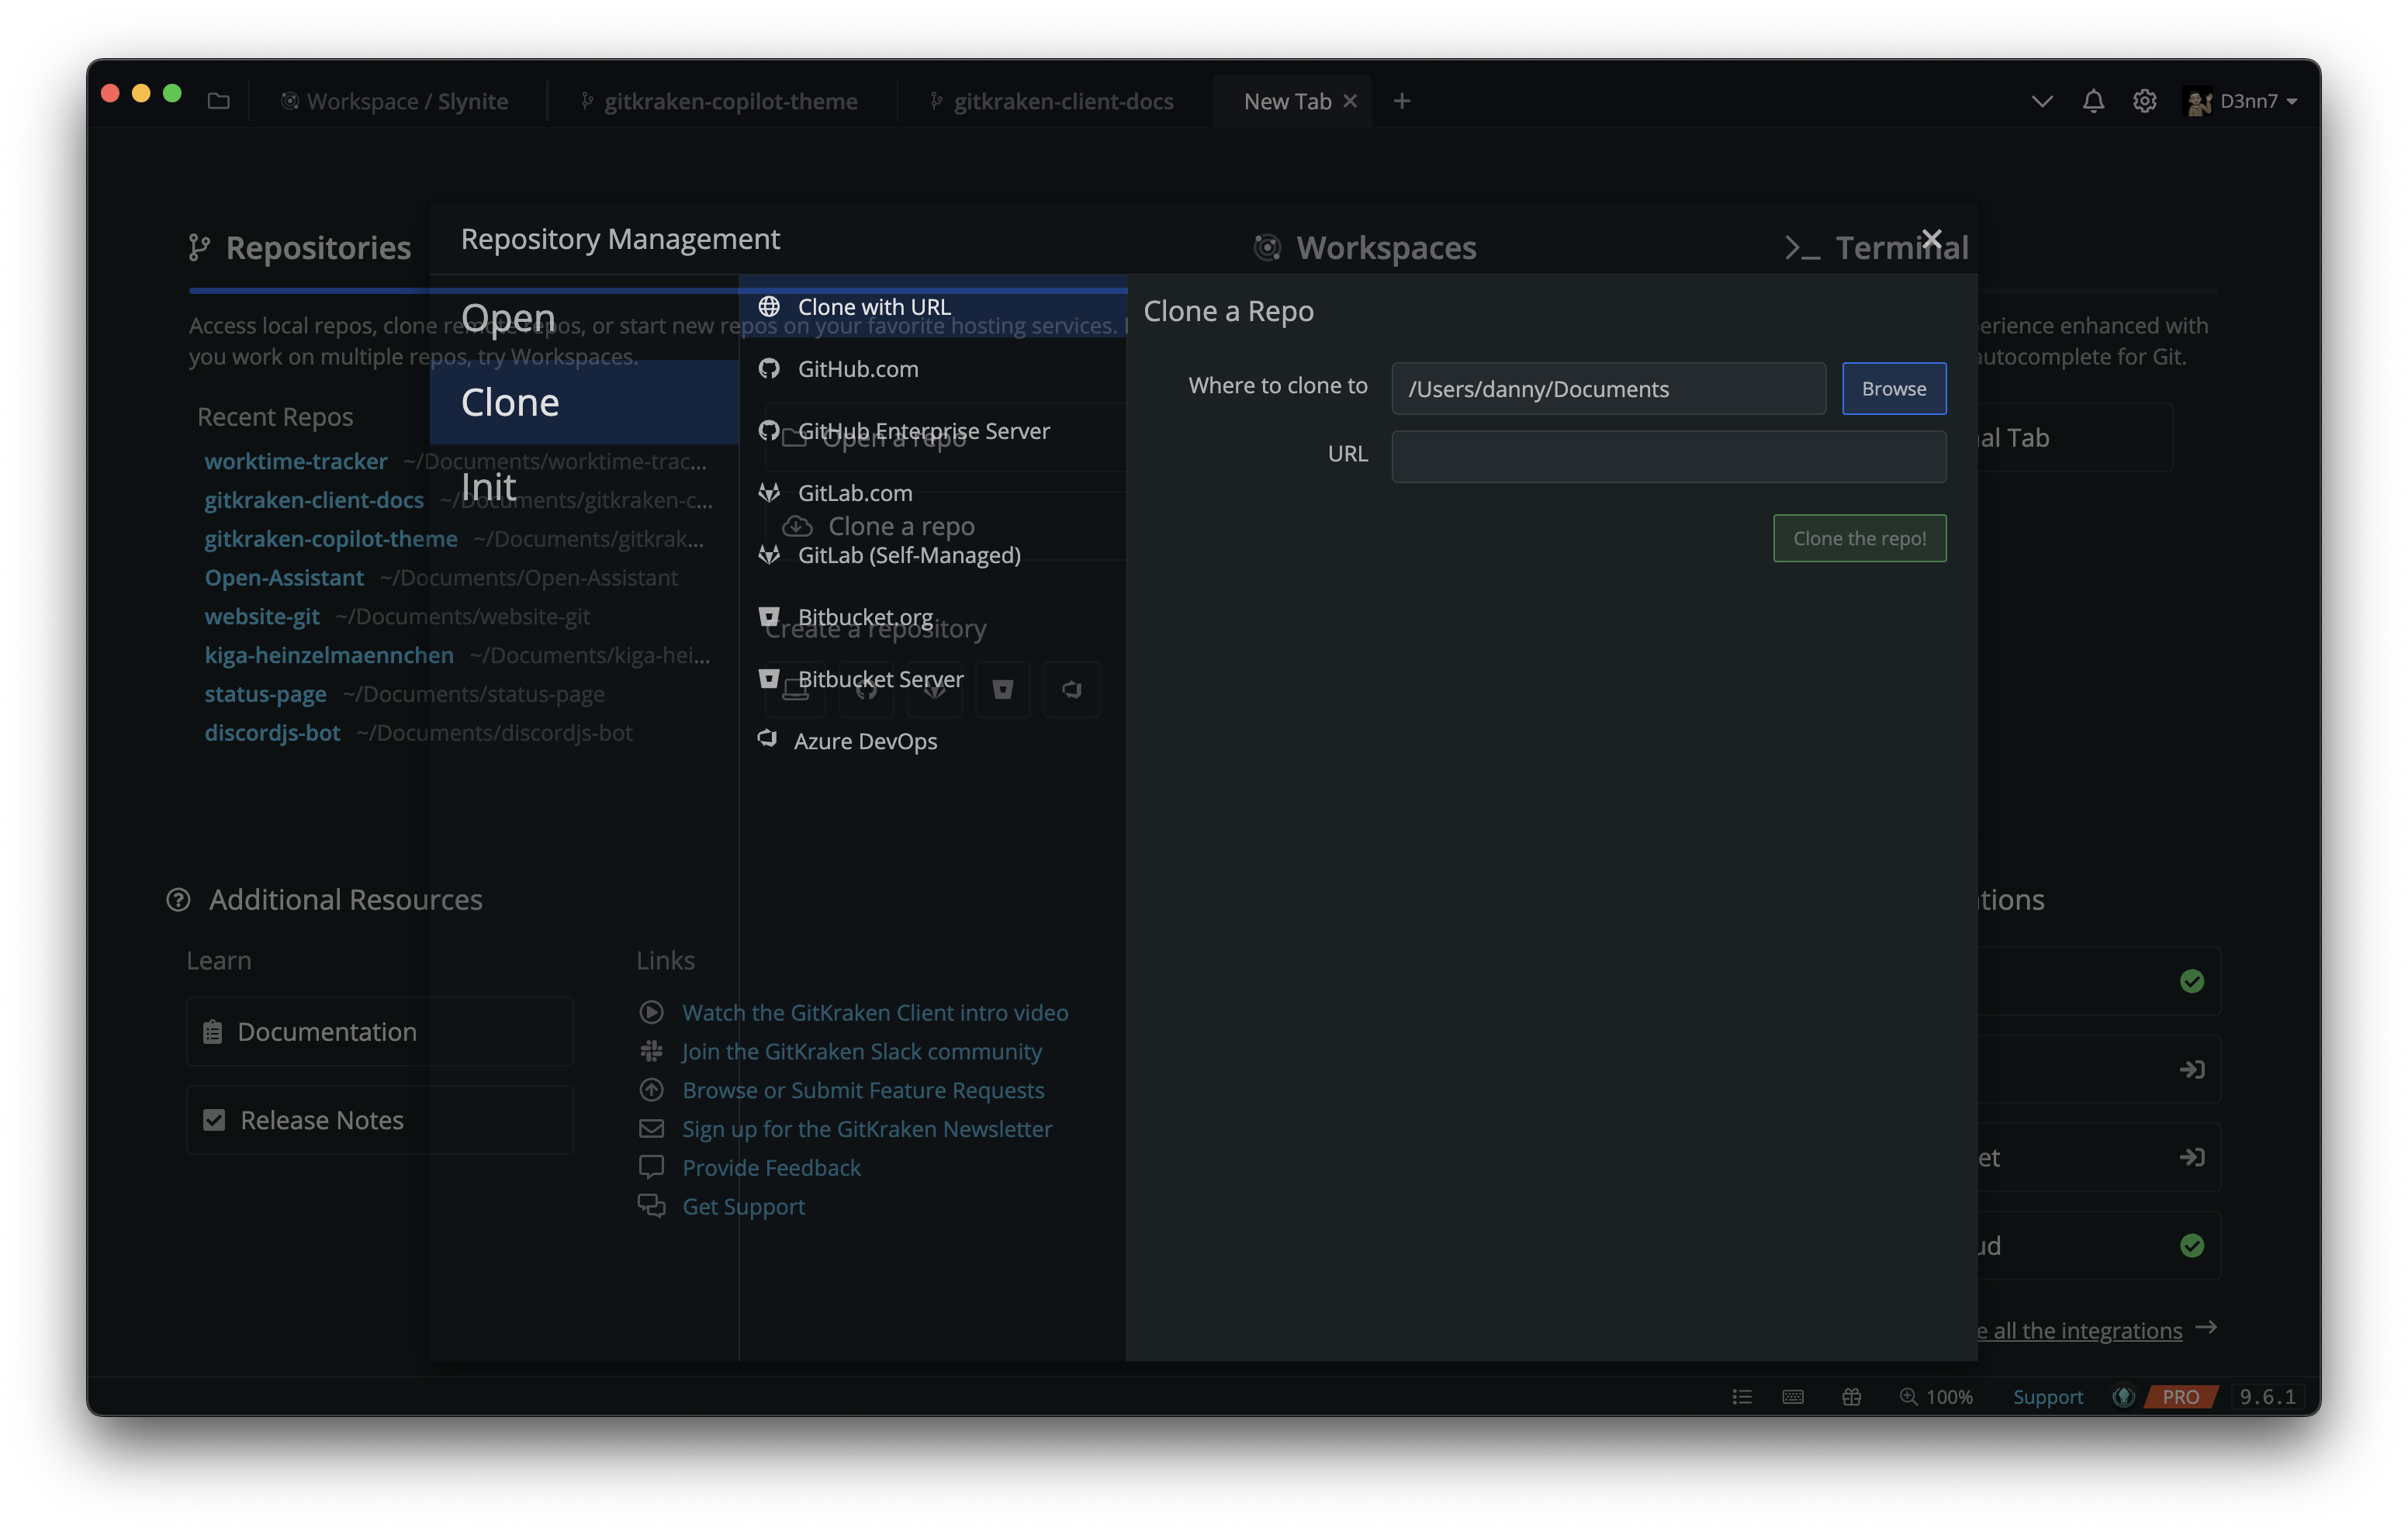 Workspace / Slynite
gitkraken-copilot-theme
gitkraken-client-docs
New Tab
D3nn7
Repositories
Repository Management
Workspaces
Terminal
Access local repos, clone remote repos, or start new repos on your favorite hosting services.
you work on multiple repos, try Workspaces.
erience enhanced with
autocomplete for Git.
Open
Clone
Init
Recent Repos
worktime-tracker ~/Documents/worktime-trac...
gitkraken-client-docs ~/Documents/gitkraken-c...
gitkraken-copilot-theme ~/Documents/gitkrak...
Open-Assistant ~/Documents/Open-Assistant
website-git ~/Documents/website-git
kiga-heinzelmaennchen ~/Documents/kiga-hei...
status-page ~/Documents/status-page
discordjs-bot ~/Documents/discordjs-bot
Clone with URL
GitHub.com
GitHub Enterprise Server
Open a repo
GitLab.com
Clone a repo
GitLab (Self-Managed)
Bitbucket.org
Create a repository
Bitbucket Server
Azure DevOps
Clone a Repo
Where to clone to
/Users/danny/Documents
Browse
URL
Clone the repo!
al Tab
Additional Resources
Learn
Documentation
Release Notes
Links
Watch the GitKraken Client intro video
Join the GitKraken Slack community
Browse or Submit Feature Requests
Sign up for the GitKraken Newsletter
Provide Feedback
Get Support
tions
et
ud
e all the integrations
100%
Support
PRO
9.6.1